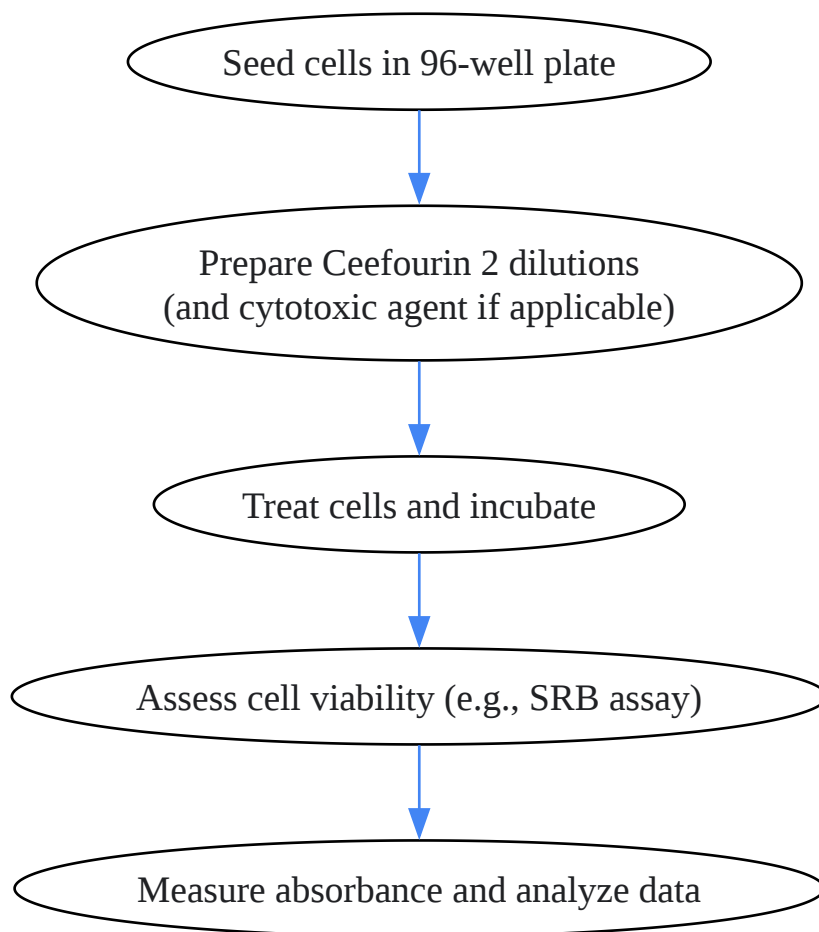 Seed cells in 96-well plate
Prepare Ceefourin 2 dilutions
(and cytotoxic agent if applicable)
Treat cells and incubate
Assess cell viability (e.g., SRB assay)
Measure absorbance and analyze data